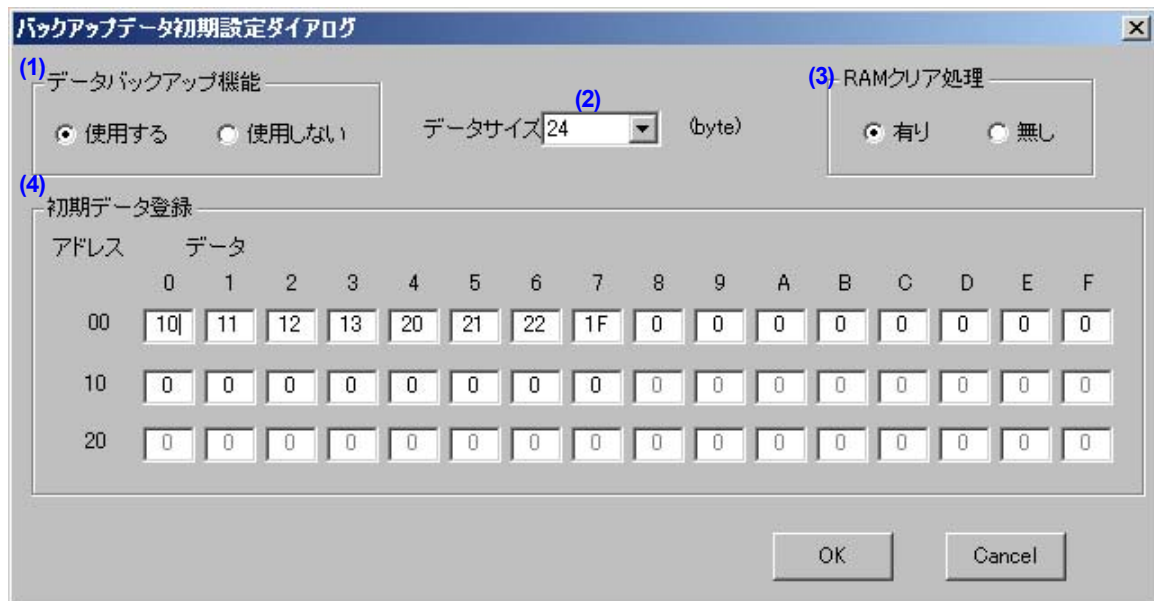 バックアップデータ初期設定ダイアログ
(1) データバックアップ機能
使用する 使用しない
データサイズ (2) 24 (byte)
(3) RAMクリア処理
有り 無し
(4) 初期データ登録
アドレス データ
0 1 2 3 4 5 6 7 8 9 A B C D E F
00 10 11 12 13 20 21 22 1F 0 0 0 0 0 0 0 0
10 0 0 0 0 0 0 0 0 0 0 0 0 0 0 0 0
20 0 0 0 0 0 0 0 0 0 0 0 0 0 0 0 0
OK Cancel